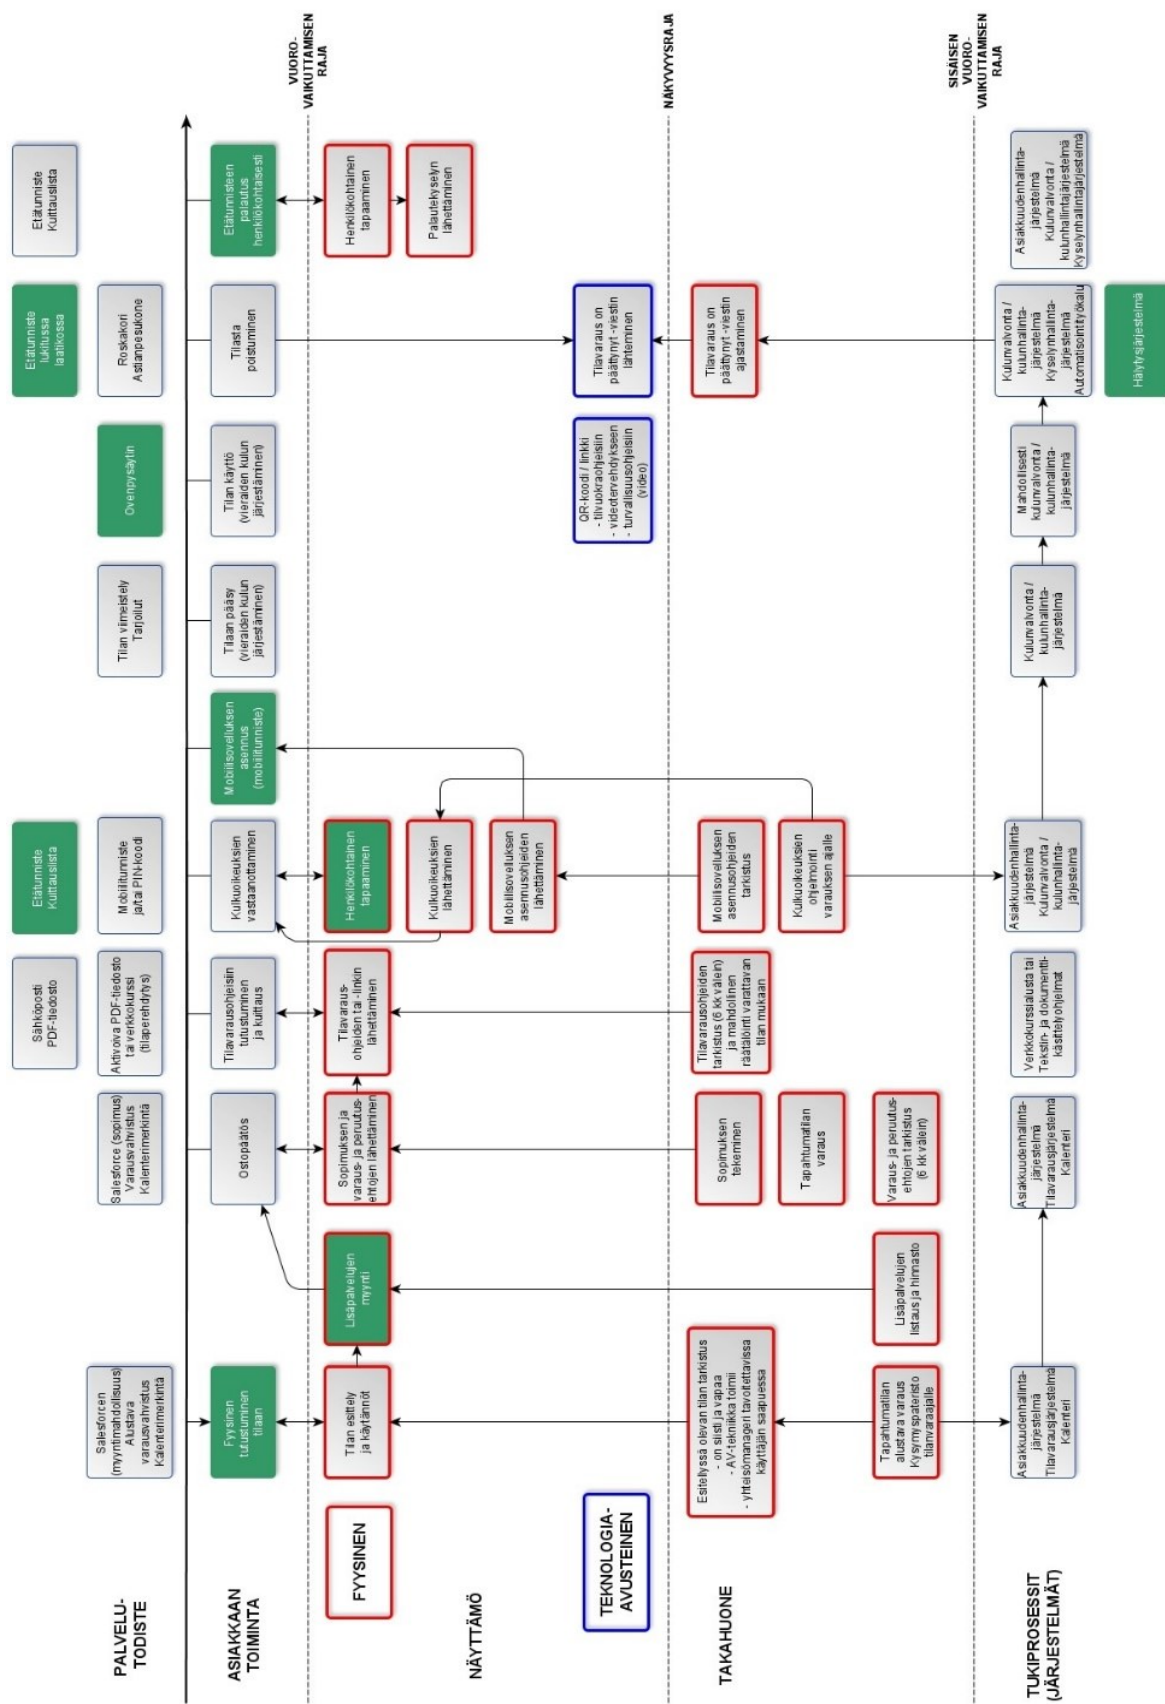 PALVELU-
TODISTE
Salesforcen
(myyntimahdollisuus)
Alustava
varausvahvistus
Kalenterimerkintä
Salesforce (sopimus)
Varausvahvistus
Kalenterimerkintä
Sähköposti
PDF-tiedosto
Aktivoiva PDF-tiedosto
tai verkkokurssi
(tilaperehdytys)
Etätunniste
Kuittauslista
Mobiilitunniste
ja/tai PIN-koodi
Tilan viimeistely
Tarjoilut
Ovenpysäytin
Etätunniste
lukitussa
laatikossa
Roskakori
Astianpesukone
Etätunniste
Kuittauslista
ASIAKKAAN
TOIMINTA
Fyysinen
tutustuminen
tilaan
Ostopäätös
Tilavarausohjeisiin
tutustuminen
ja kuittaus
Kulkuoikeuksien
vastaanottaminen
Mobiilisovelluksen
asennus
(mobiilitunniste)
Tilaan pääsy
(vieraiden kulun
järjestäminen)
Tilan käyttö
(vieraiden kulun
järjestäminen)
Tilasta
poistuminen
Etätunnisteen
palautus
henkilökohtaisesti
VUORO-
VAIKUTTAMISEN
RAJA
FYYSINEN
NÄYTTÄMÖ
TEKNOLOGIA-
AVUSTEINEN
Tilan esittely
ja käytännöt
Lisäpalvelujen
myynti
Sopimuksen ja
varaus- ja peruutus-
ehtojen lähettäminen
Tilavaraus-
ohjeiden tai -linkin
lähettäminen
Henkilökohtainen
tapaaminen
Kulkuoikeuksien
lähettäminen
Mobiilisovelluksen
asennusohjeiden
lähettäminen
QR-koodi / linkki
- tilvuokraohjeisiin
- videotervehdykseen
- turvallisuusohjeisiin
(video)
Tilavaraus on
päättynyt -viestin
lähteminen
Henkilökohtainen
tapaaminen
Palautekyselyn
lähettäminen
NÄKYVYYSRAJA
TAKAHUONE
Esittelyssä olevan tilan tarkistus
- on siisti ja vapaa
- AV-tekniikka toimii
- yhteisömanageri tavoitettavissa
käyttäjän saapuessa
Tapahtumatilan
alustava varaus
Kysymyspateristo
tilanvaraajalle
Lisäpalvelujen
listaus ja hinnasto
Sopimuksen
tekeminen
Tapahtumatilan
varaus
Varaus- ja peruutus-
ehtojen tarkistus
(6 kk välein)
Tilavarausohjeiden
tarkistus (6 kk välein)
ja mahdollinen
räätälöinti varattavan
tilan mukaan
Mobiilisovelluksen
asennusohjeiden
tarkistus
Kulkuoikeuksien
ohjelmointi
varauksen ajalle
Tilavaraus on
päättynyt -viestin
ajastaminen
SISÄISEN
VUORO-
VAIKUTTAMISEN
RAJA
TUKIPROSESSIT
(JÄRJESTELMÄT)
Asiakkuudenhallinta-
järjestelmä
Tilavarausjärjestelmä
Kalenteri
Asiakkuudenhallinta-
järjestelmä
Tilavarausjärjestelmä
Kalenteri
Verkkokurssialusta tai
Tekstin- ja dokumentti-
käsittelyohjelmat
Asiakkuudenhallinta-
järjestelmä
Kulunvalvonta /
kulunhallinta-
järjestelmä
Kulunvalvonta /
kulunhallinta-
järjestelmä
Mahdollisesti
kulunvalvonta /
kulunhallinta-
järjestelmä
Kulunvalvonta /
kulunhallinta-
järjestelmä
Kyselynhallinta-
järjestelmä
Automatisointityökalu
Hälytysjärjestelmä
Asiakkuudenhallinta-
järjestelmä
Kulunvalvonta /
kulunhallintajärjestelmä
Kyselynhallintajärjestelmä